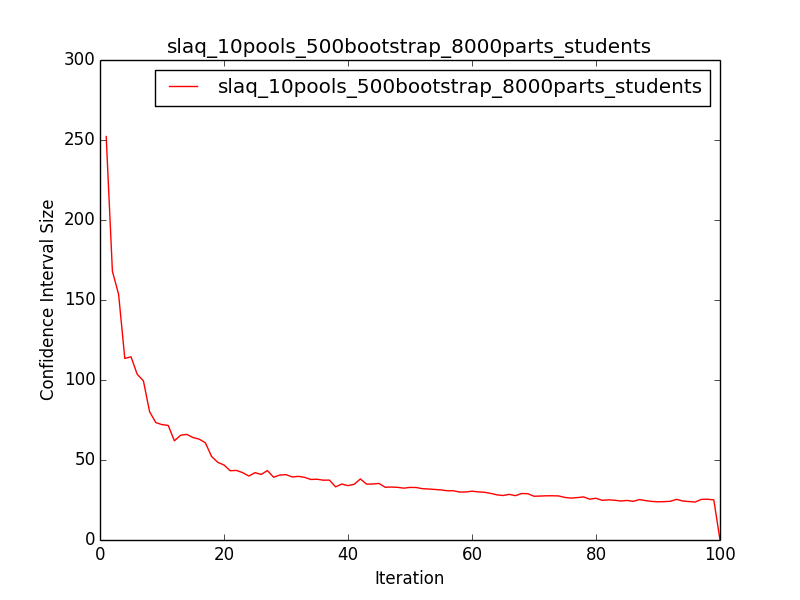 slaq_10pools_500bootstrap_8000parts_students
slaq_10pools_500bootstrap_8000parts_students
300
250
200
150
100
50
0
Confidence Interval Size
0 20 40 60 80 100
Iteration